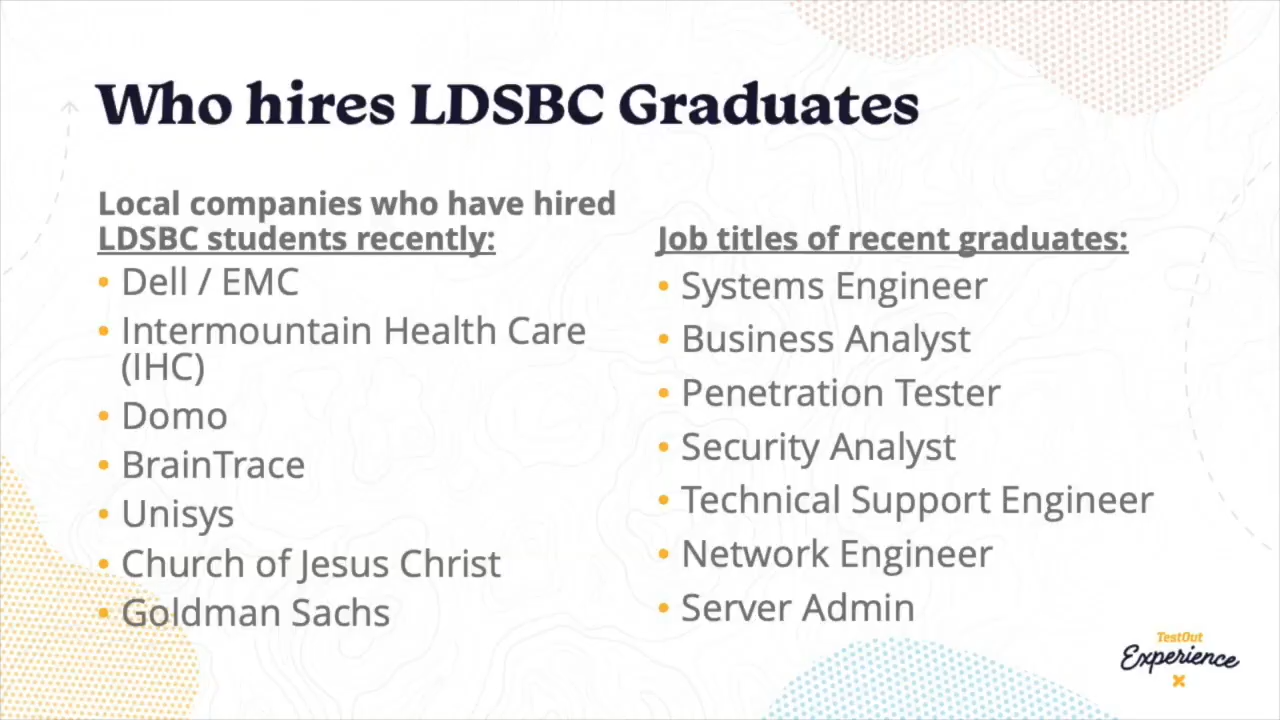 Who hires LDSBC Graduates
Local companies who have hired
LDSBC students recently:
• Dell / EMC
• Intermountain Health Care
(IHC)
• Domo
• BrainTrace
• Unisys
• Church of Jesus Christ
• Goldman Sachs
Job titles of recent graduates:
• Systems Engineer
• Business Analyst
• Penetration Tester
• Security Analyst
• Technical Support Engineer
• Network Engineer
• Server Admin
TestOut
Experience